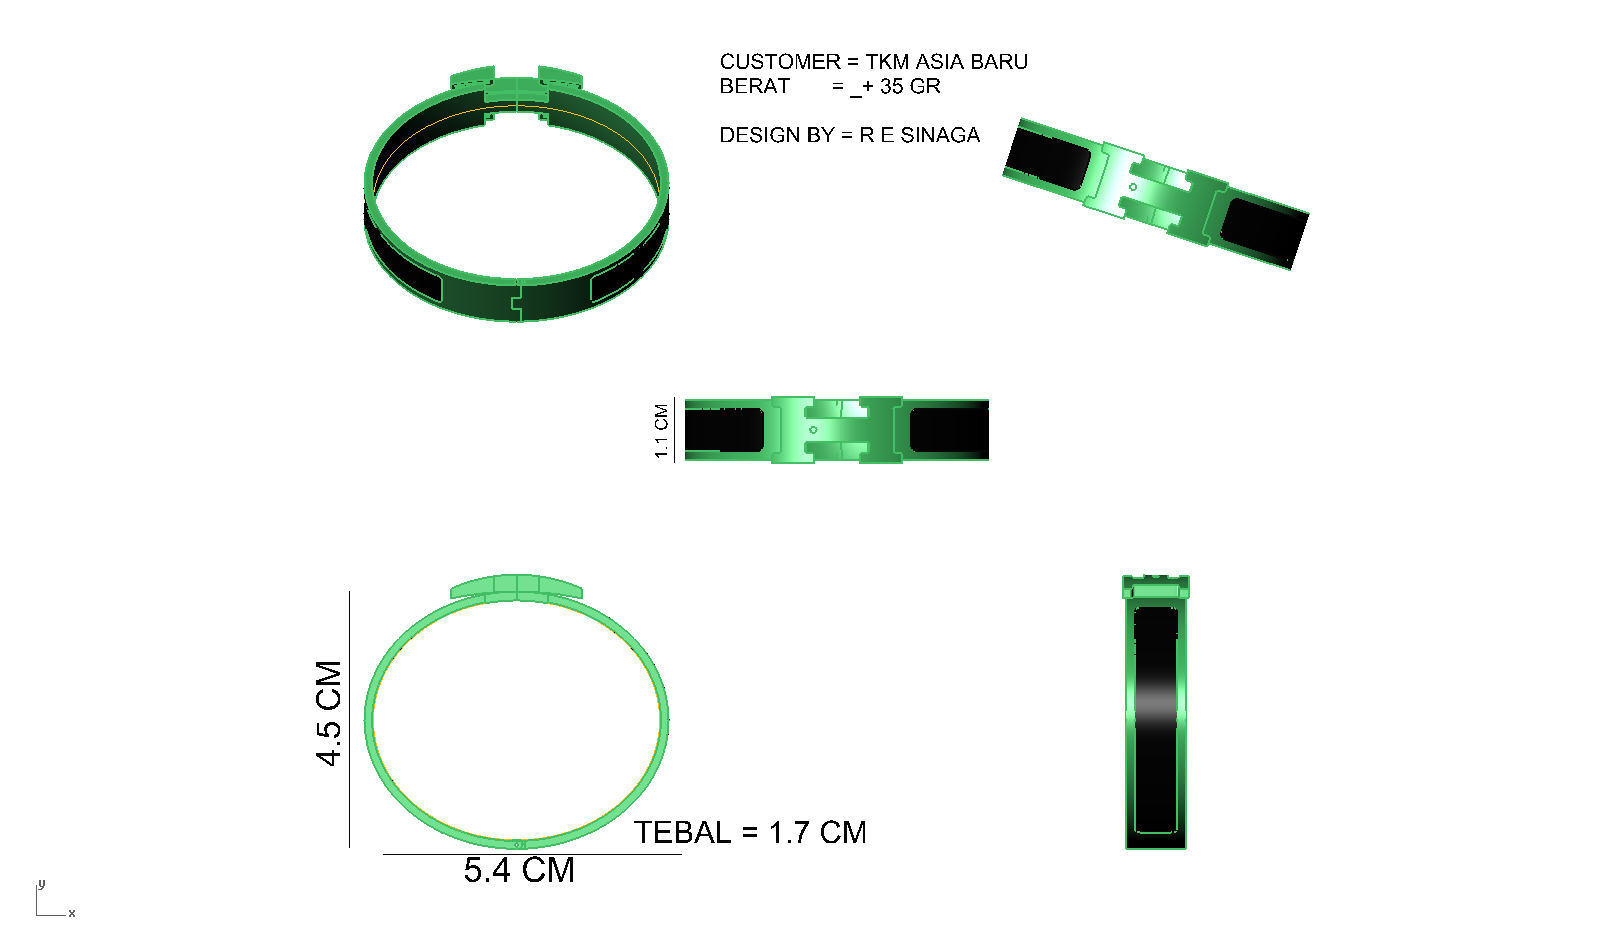 CUSTOMER = TKM ASIA BARU
BERAT = _+ 35 GR
DESIGN BY = R E SINAGA
1.1 CM
4.5 CM
TEBAL = 1.7 CM
5.4 CM
y
x